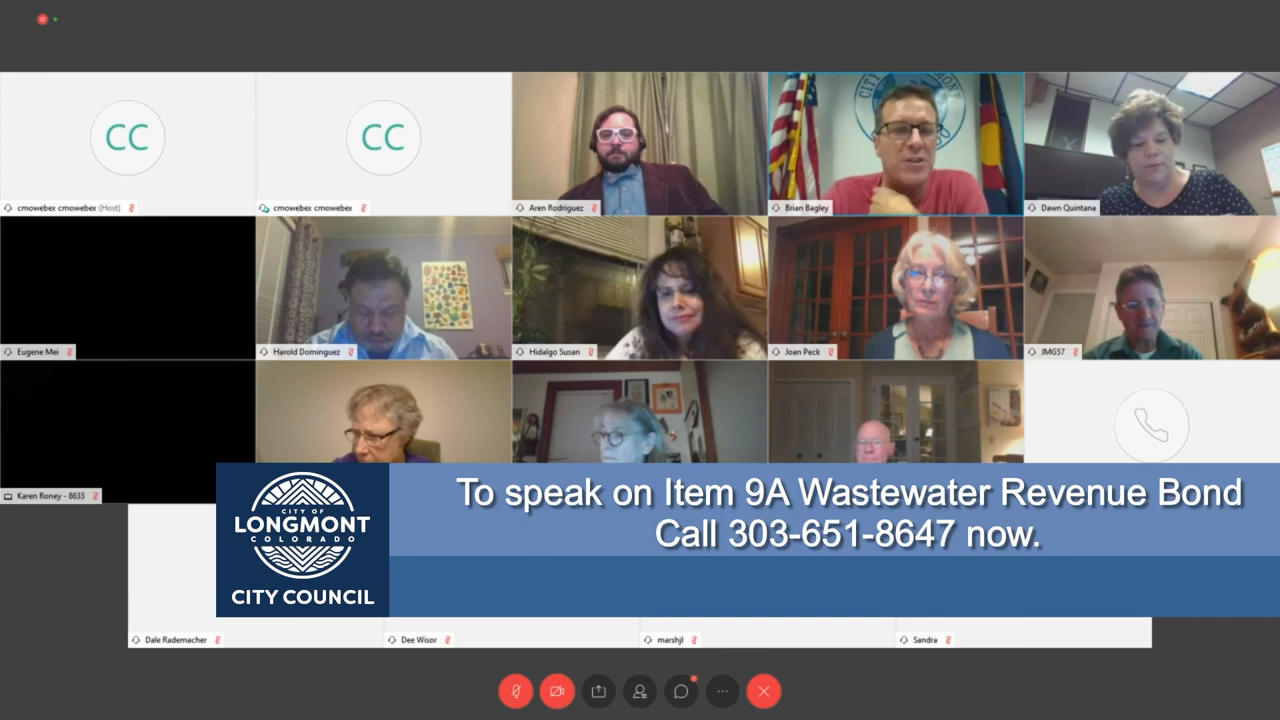 CC
CC
cmowebex cmowebex (Host)
cmowebex cmowebex
Aren Rodriguez
Brian Bagley
Dawn Quintana
Eugene Mei
Harold Dominguez
Hidalgo Susan
Joan Peck
JMG57
Karen Roney - 8633
CITY OF
LONGMONT
COLORADO
CITY COUNCIL
To speak on Item 9A Wastewater Revenue Bond
Call 303-651-8647 now.
Dale Rademacher
Dee Wisor
marshjl
Sandra